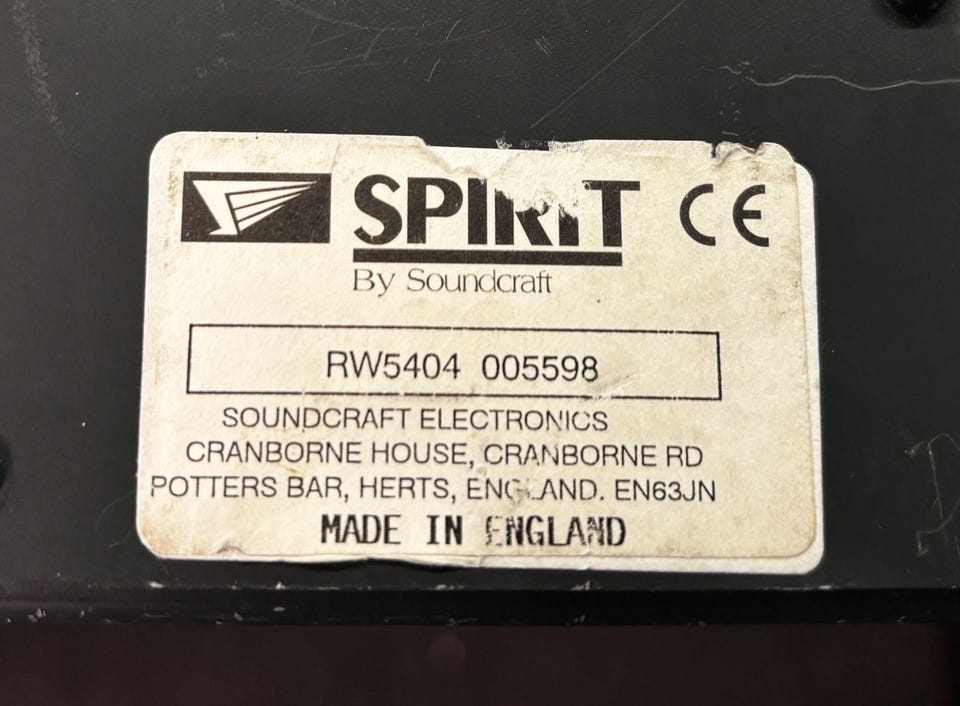 SPIRIT CE
By Soundcraft
RW5404 005598
SOUNDCRAFT ELECTRONICS
CRANBORNE HOUSE, CRANBORNE RD
POTTERS BAR, HERTS, ENGLAND. EN63JN
MADE IN ENGLAND